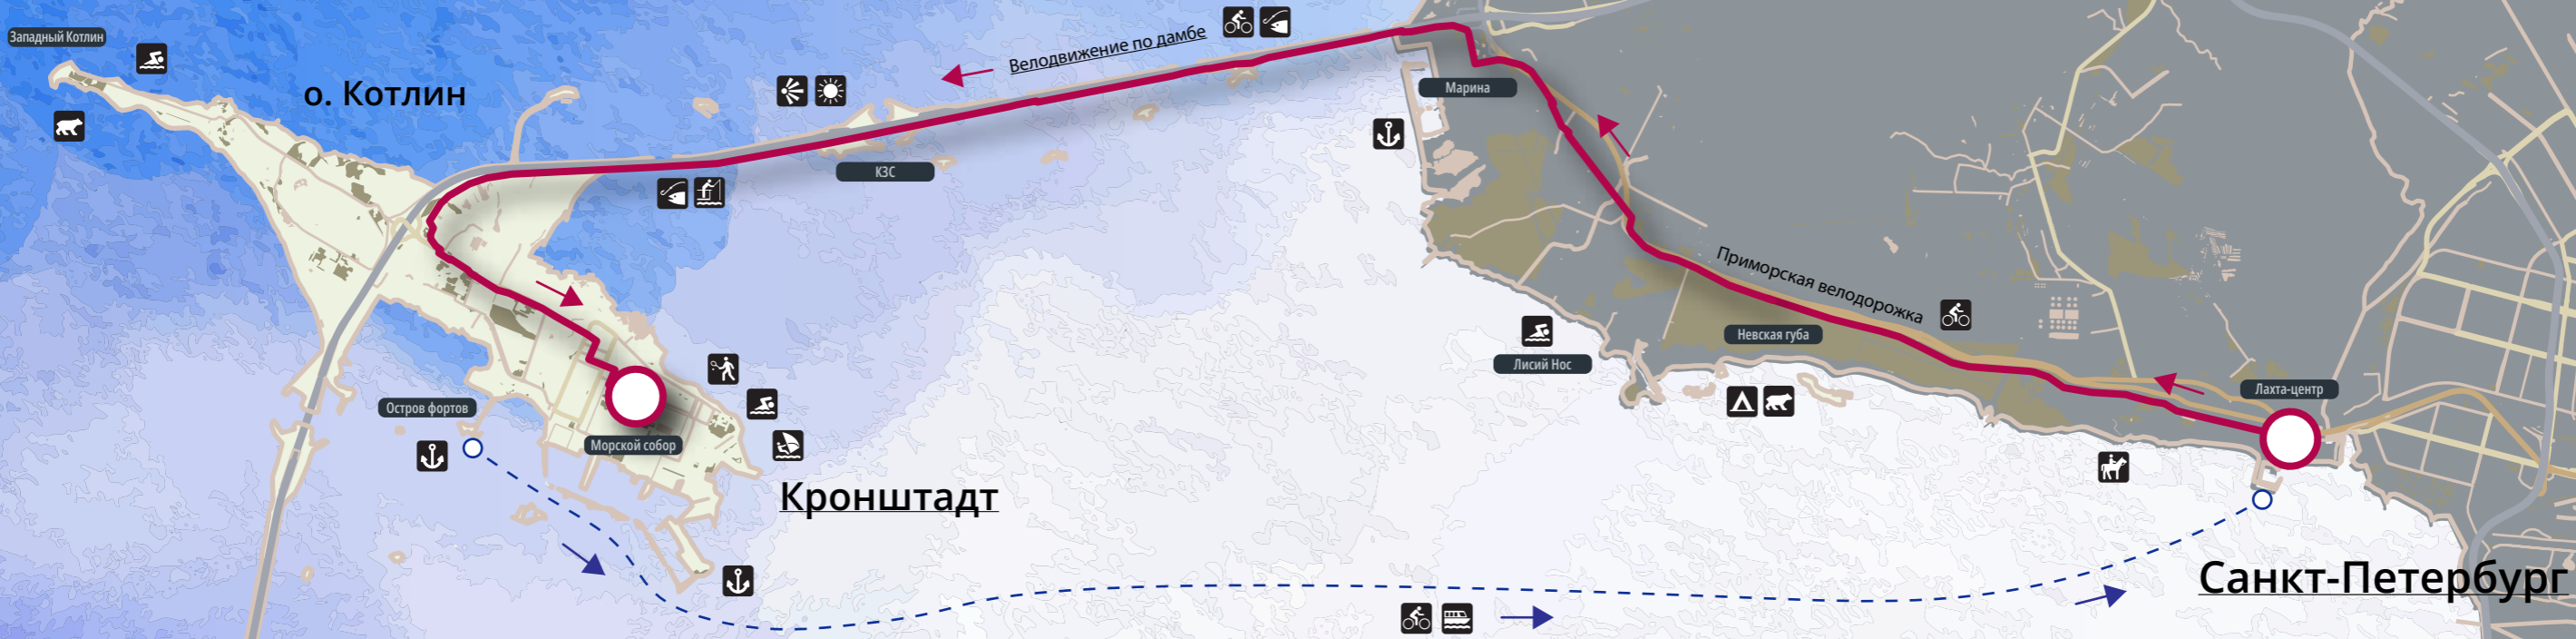 Западный Котлин
о. Котлин
Велодвижение по дамбе
Марина
КЗС
Приморская велодорожка
Невская губа
Лисий Нос
Лахта-центр
Остров фортов
Морской собор
Кронштадт
Санкт-Петербург